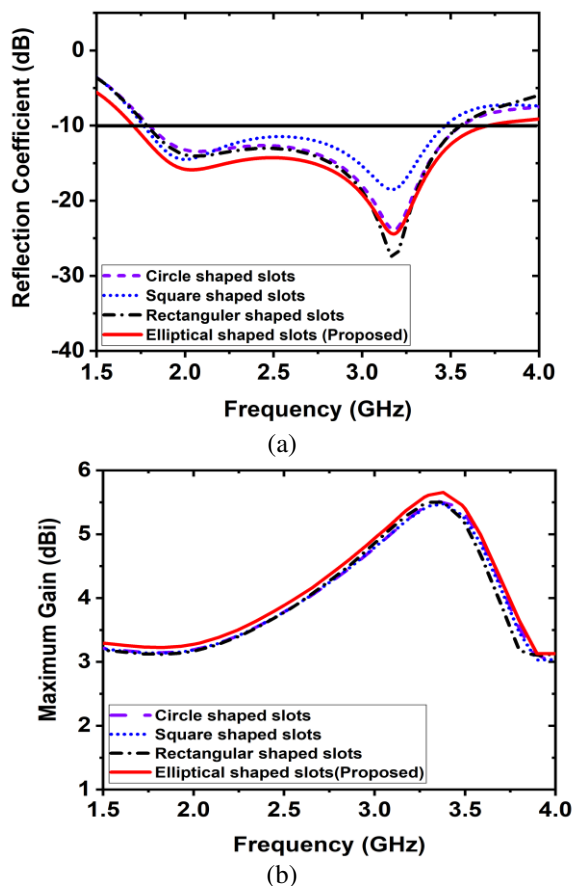 (a)
Reflection Coefficient (dB)
0
-10
-20
-30
-40
Circle shaped slots
Square shaped slots
Rectanguler shaped slots
Elliptical shaped slots (Proposed)
1.5 2.0 2.5 3.0 3.5 4.0
Frequency (GHz)
(a)
Maximum Gain (dBi)
6
5
4
3
2
1
Circle shaped slots
Square shaped slots
Rectangular shaped slots
Elliptical shaped slots(Proposed)
1.5 2.0 2.5 3.0 3.5 4.0
Frequency (GHz)
(b)